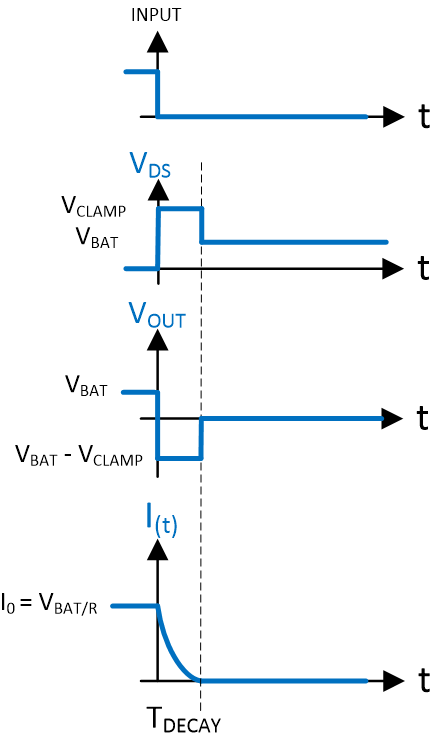 INPUT
t
VDS
VCLAMP
VBAT
t
VOUT
VBAT
t
VBAT - VCLAMP
I(t)
I0 = VBAT/R
t
TDECAY